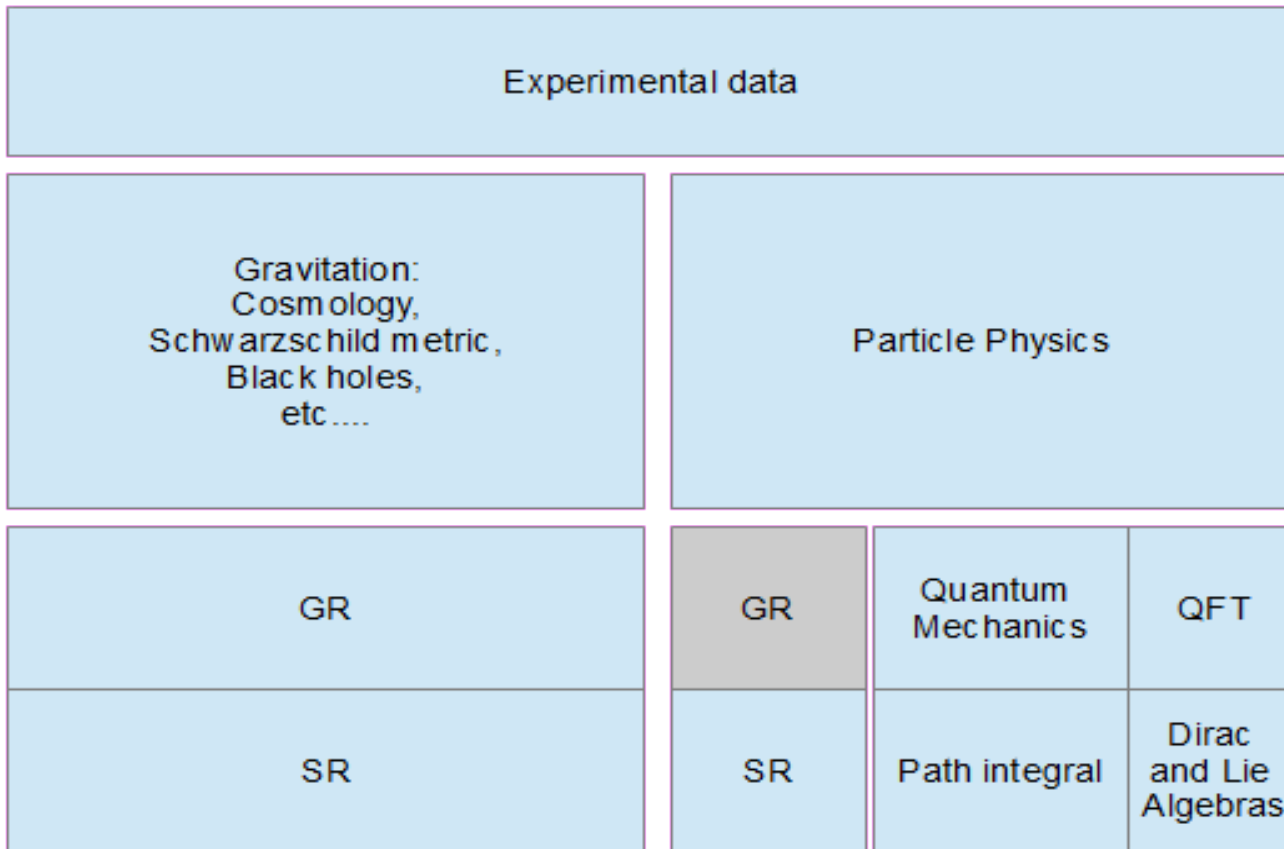 Experimental data
Gravitation:
Cosmology,
Schwarzschild metric,
Black holes,
etc....
Particle Physics
GR
GR
Quantum
Mechanics
QFT
SR
SR
Path integral
Dirac
and Lie
Algebras